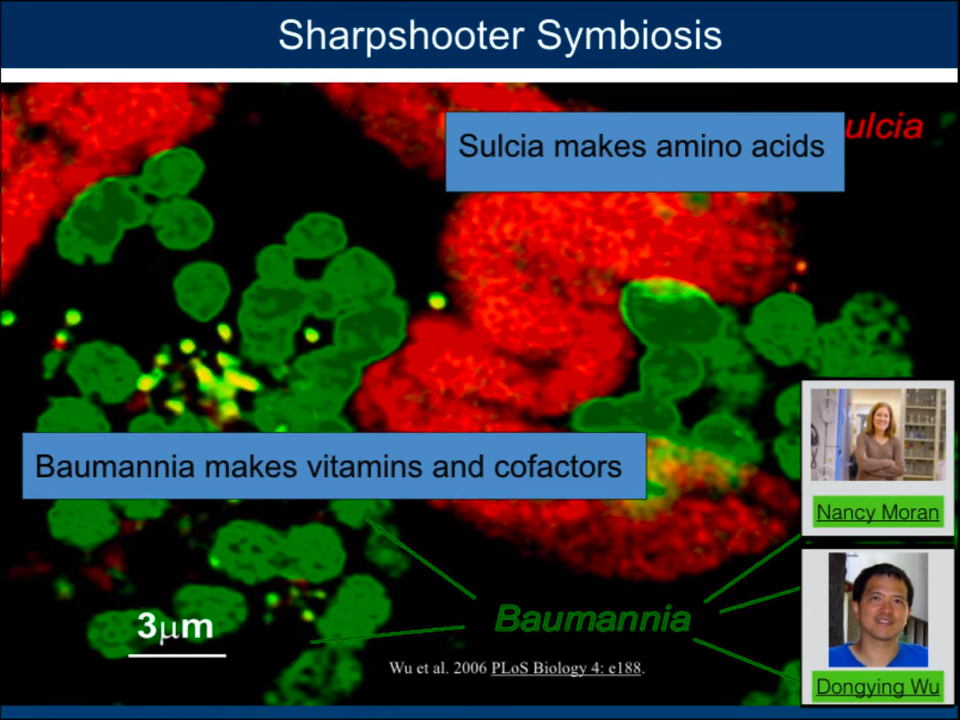 Sharpshooter Symbiosis
ulcia
Sulcia makes amino acids
Baumannia makes vitamins and cofactors
Nancy Moran
3μm
Baumannia
Wu et al. 2006 PLoS Biology 4: e188.
Dongying Wu